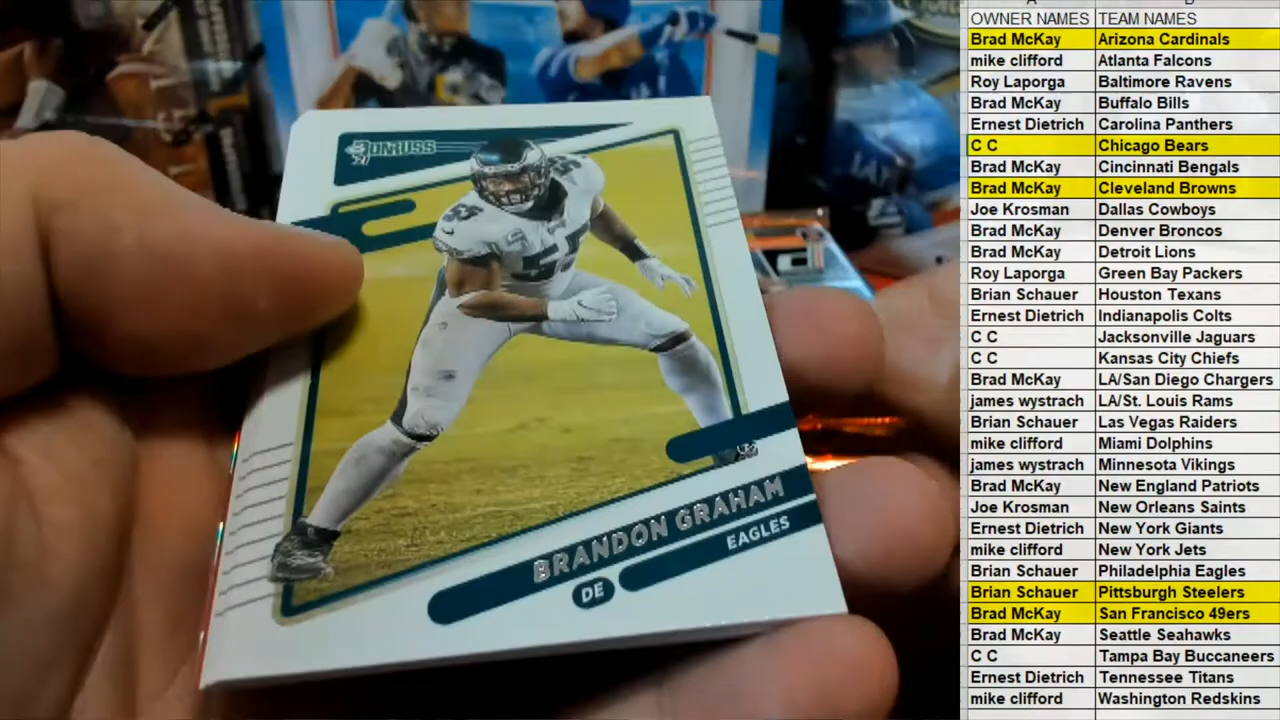 DONRUSS
21
55
BRANDON GRAHAM
DE
EAGLES
OWNER NAMES TEAM NAMES
Brad McKay Arizona Cardinals
mike clifford Atlanta Falcons
Roy Laporga Baltimore Ravens
Brad McKay Buffalo Bills
Ernest Dietrich Carolina Panthers
C C Chicago Bears
Brad McKay Cincinnati Bengals
Brad McKay Cleveland Browns
Joe Krosman Dallas Cowboys
Brad McKay Denver Broncos
Brad McKay Detroit Lions
Roy Laporga Green Bay Packers
Brian Schauer Houston Texans
Ernest Dietrich Indianapolis Colts
C C Jacksonville Jaguars
C C Kansas City Chiefs
Brad McKay LA/San Diego Chargers
james wystrach LA/St. Louis Rams
Brian Schauer Las Vegas Raiders
mike clifford Miami Dolphins
james wystrach Minnesota Vikings
Brad McKay New England Patriots
Joe Krosman New Orleans Saints
Ernest Dietrich New York Giants
mike clifford New York Jets
Brian Schauer Philadelphia Eagles
Brian Schauer Pittsburgh Steelers
Brad McKay San Francisco 49ers
Brad McKay Seattle Seahawks
C C Tampa Bay Buccaneers
Ernest Dietrich Tennessee Titans
mike clifford Washington Redskins